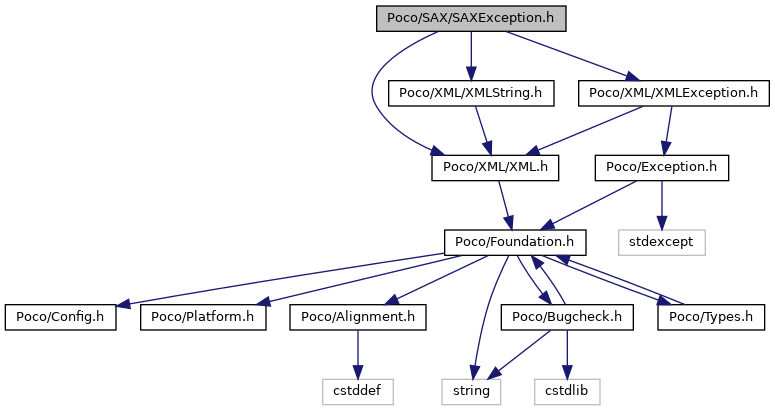 Poco/SAX/SAXException.h
Poco/XML/XMLString.h
Poco/XML/XMLException.h
Poco/XML/XML.h
Poco/Exception.h
Poco/Foundation.h
stdexcept
Poco/Config.h
Poco/Platform.h
Poco/Alignment.h
Poco/Bugcheck.h
Poco/Types.h
cstddef
string
cstdlib